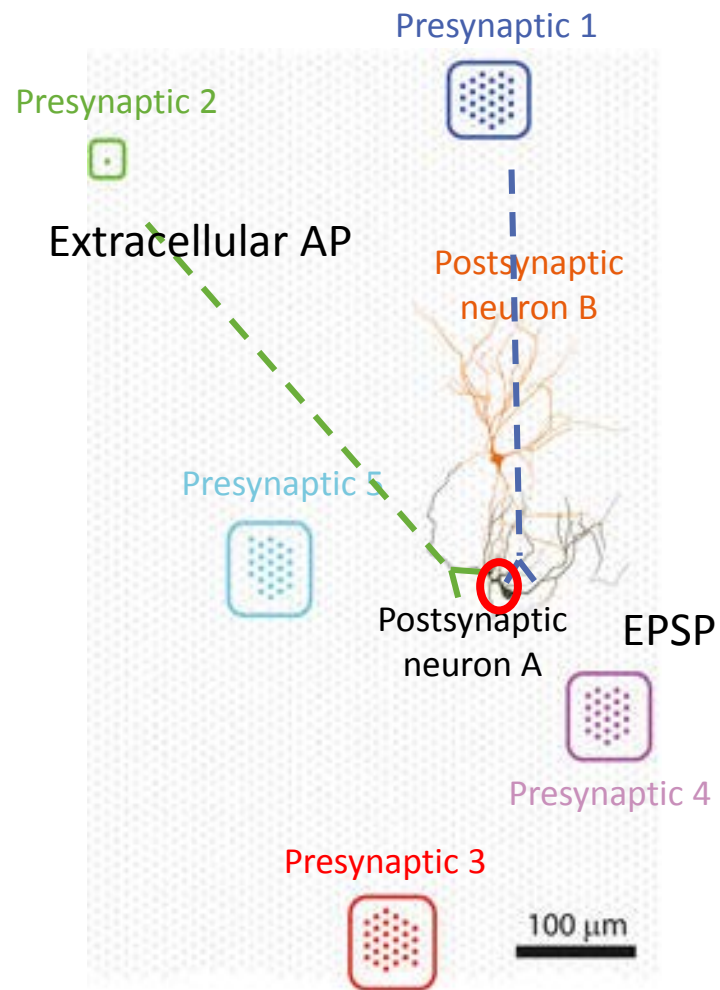 Presynaptic 1
Presynaptic 2
Extracellular AP
Postsynaptic
neuron B
Presynaptic 5
Postsynaptic
neuron A
EPSP
Presynaptic 4
Presynaptic 3
100 μm